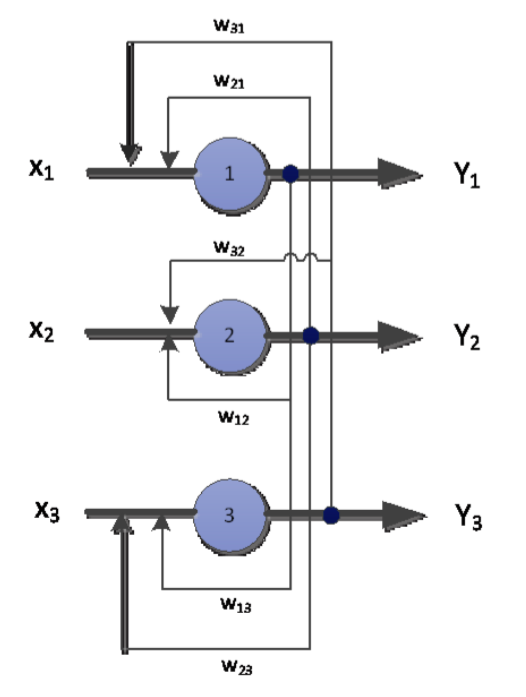 w₃₁
w₂₁
x₁ 1 Y₁
w₃₂
x₂ 2 Y₂
w₁₂
x₃ 3 Y₃
w₁₃
w₂₃